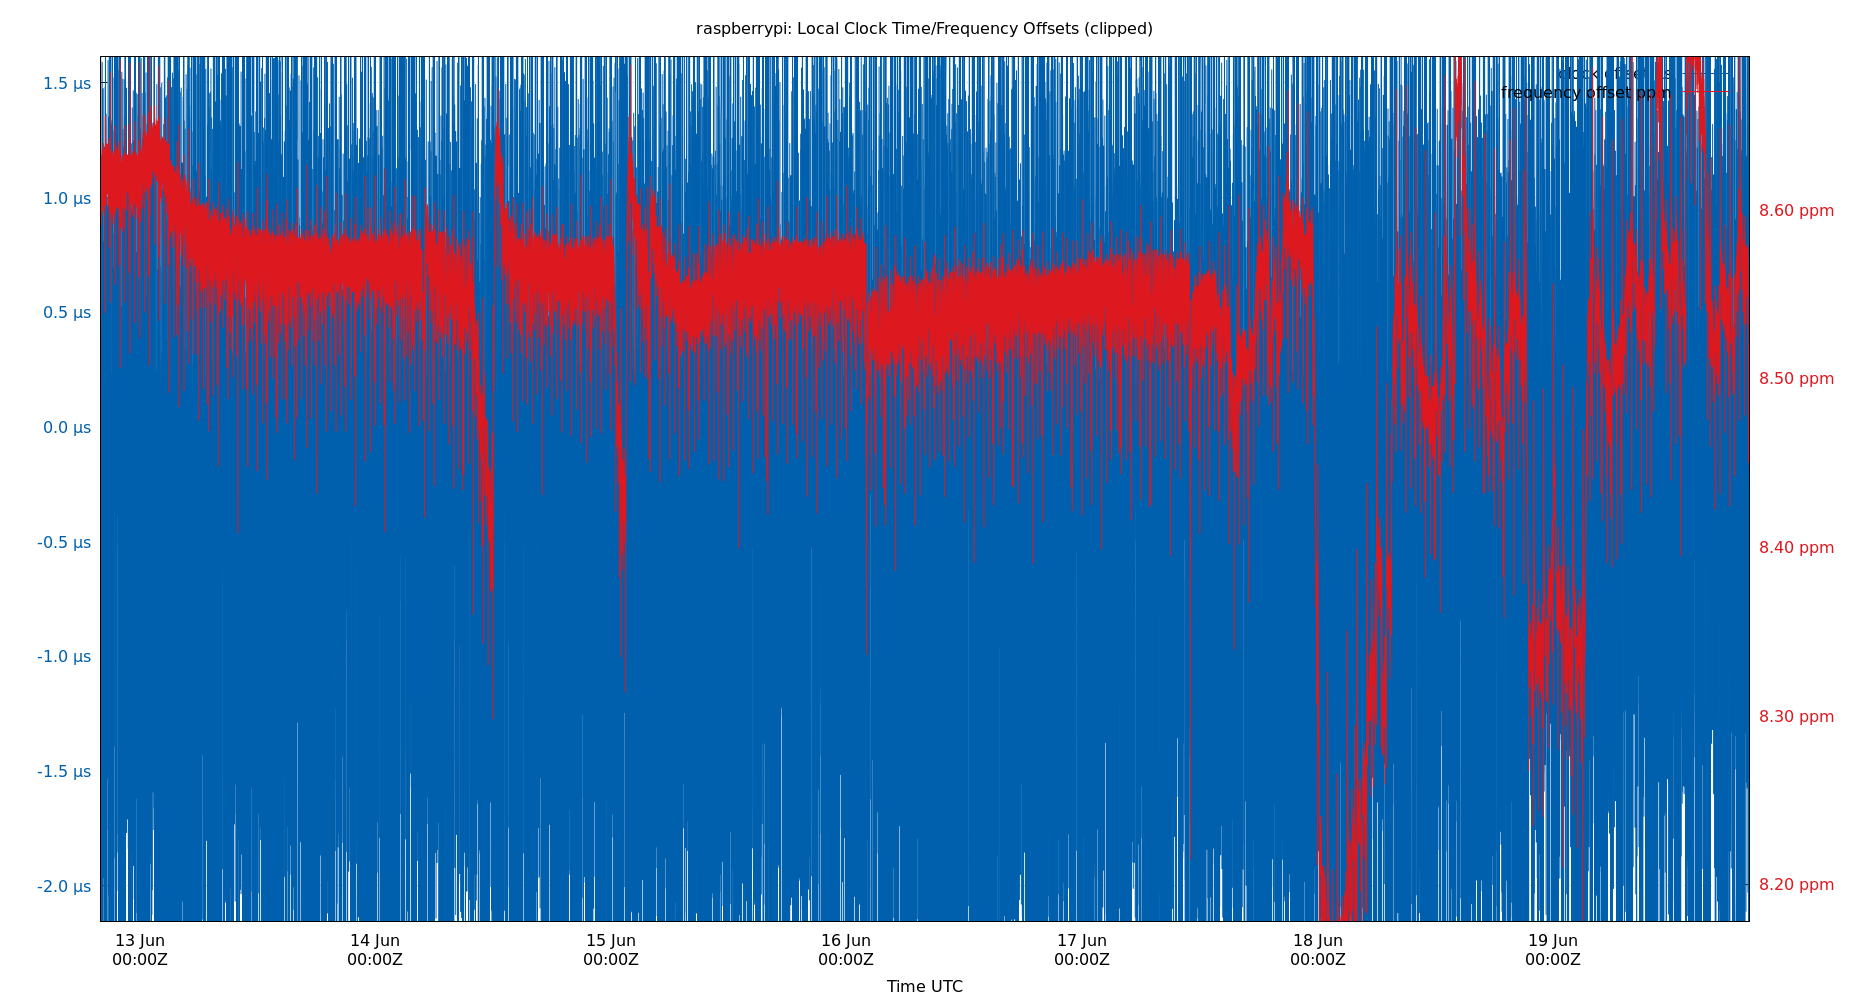 raspberrypi: Local Clock Time/Frequency Offsets (clipped)
clock offset
frequency offset ppm
1.5 µs
1.0 µs
0.5 µs
0.0 µs
-0.5 µs
-1.0 µs
-1.5 µs
-2.0 µs
8.60 ppm
8.50 ppm
8.40 ppm
8.30 ppm
8.20 ppm
13 Jun
00:00Z
14 Jun
00:00Z
15 Jun
00:00Z
16 Jun
00:00Z
17 Jun
00:00Z
18 Jun
00:00Z
19 Jun
00:00Z
Time UTC